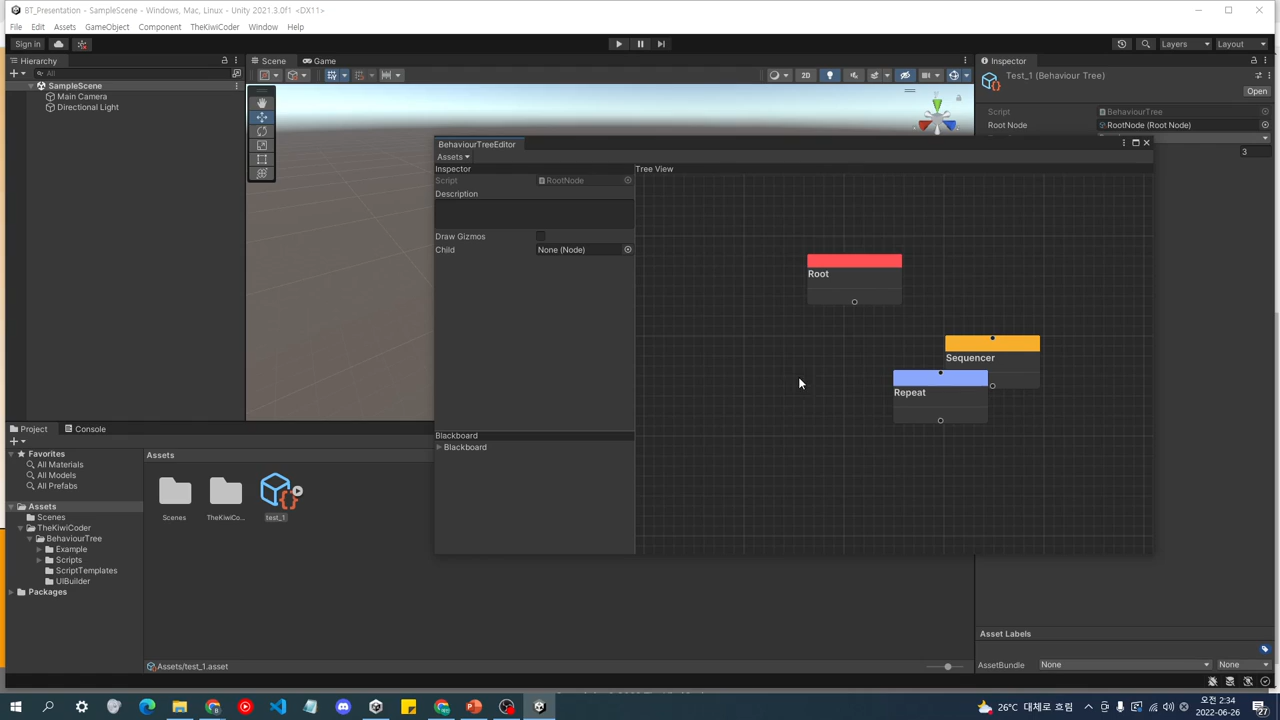 BT_Presentation - SampleScene - Windows, Mac, Linux - Unity 2021.3.0f1 <DX11>
File Edit Assets GameObject Component TheKiwiCoder Window Help
Sign in
Layers
Layout
Hierarchy
All
SampleScene
Main Camera
Directional Light
Scene
Game
2D
Inspector
Test_1 (Behaviour Tree)
Open
Script
BehaviourTree
Root Node
RootNode (Root Node)
3
BehaviourTreeEditor
Assets
Inspector
Script
RootNode
Description
Draw Gizmos
Child
None (Node)
Blackboard
Blackboard
Tree View
Root
Sequencer
Repeat
Project
Console
Favorites
All Materials
All Models
All Prefabs
Assets
Scenes
TheKiwiCoder
BehaviourTree
Example
Scripts
ScriptTemplates
UIBuilder
Packages
Assets
Scenes
TheKiwiCo...
test_1
Assets/test_1.asset
Asset Labels
AssetBundle
None
None
26°C 대체로 흐림
오전 2:34
2022-06-26
27